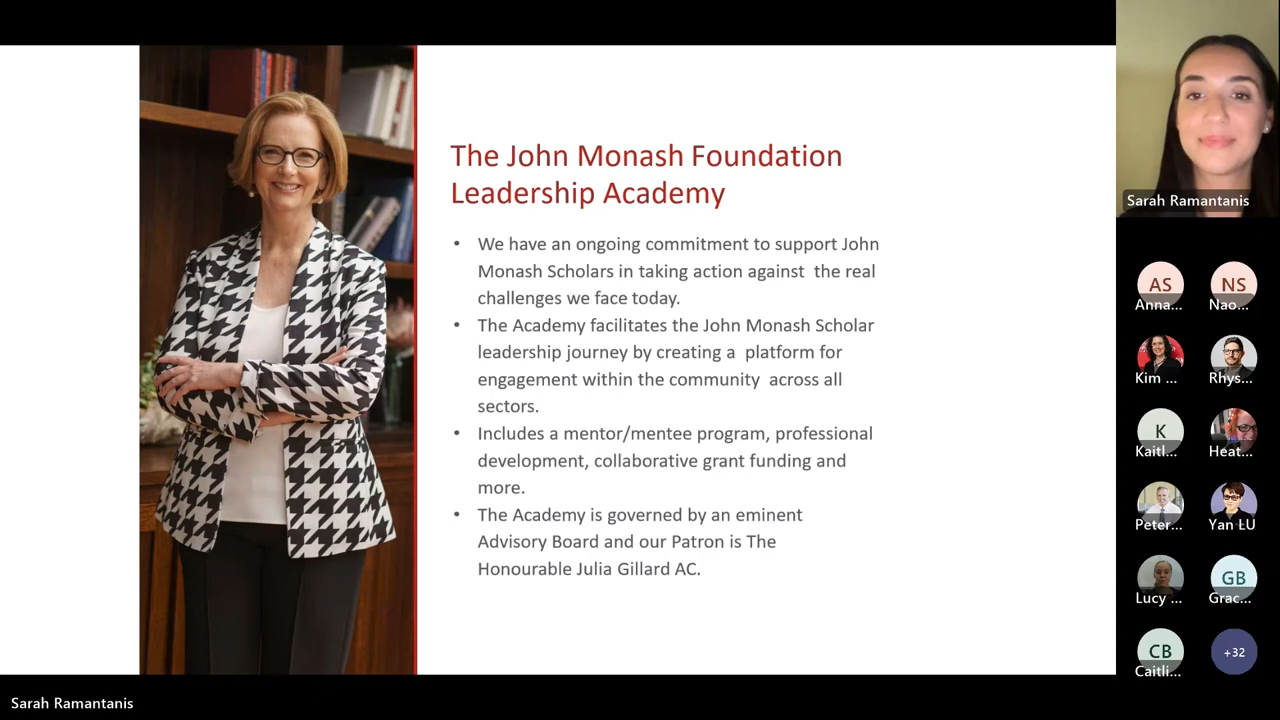 The John Monash Foundation
Leadership Academy
• We have an ongoing commitment to support John
Monash Scholars in taking action against  the real
challenges we face today.
• The Academy facilitates the John Monash Scholar
leadership journey by creating a  platform for
engagement within the community  across all
sectors.
• Includes a mentor/mentee program, professional
development, collaborative grant funding and
more.
• The Academy is governed by an eminent
Advisory Board and our Patron is The
Honourable Julia Gillard AC.
Sarah Ramantanis
AS
Anna...
NS
Nao...
Kim ...
Rhys...
K
Kaitl...
Heat...
Peter...
Yan LU
Lucy ...
GB
Grac...
CB
Caitli...
+32
Sarah Ramantanis